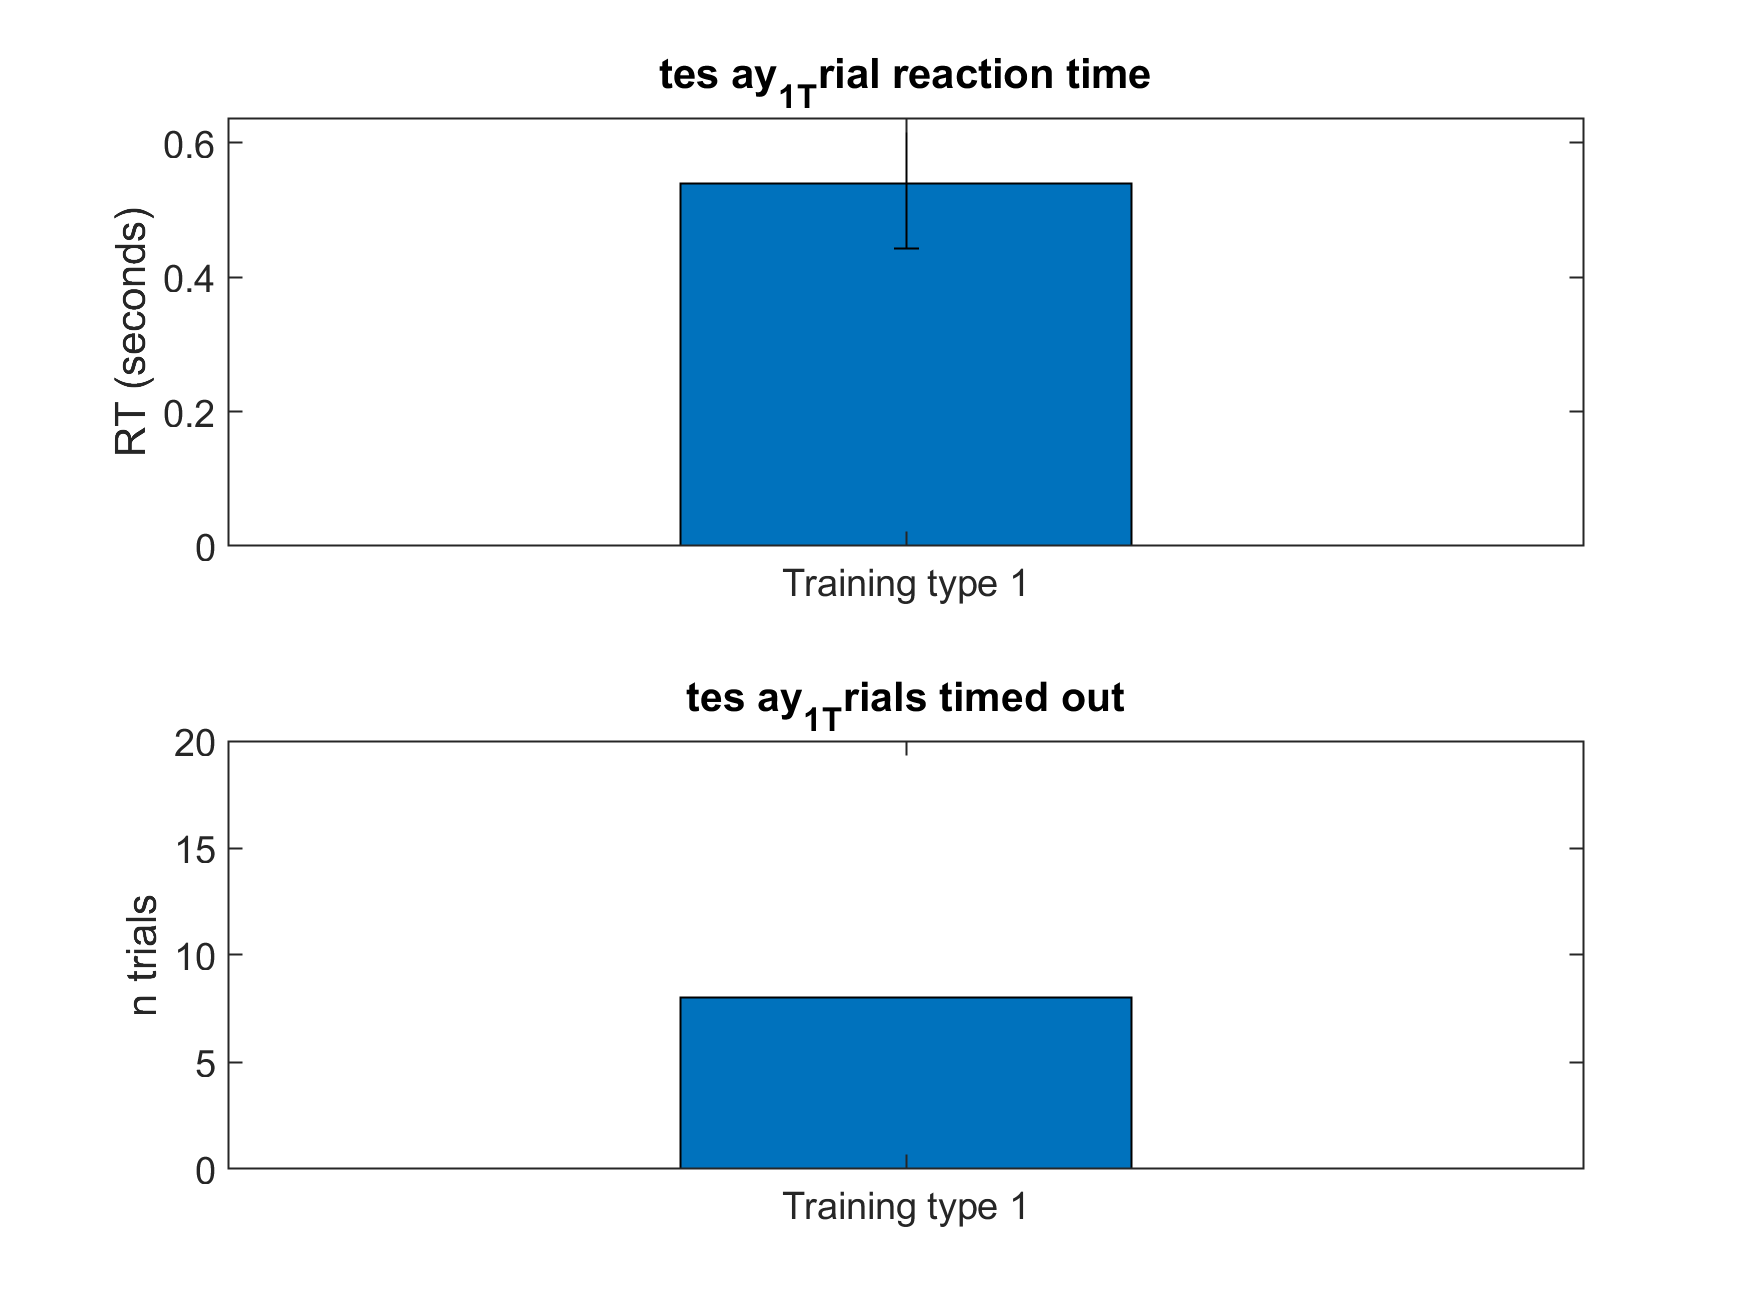 tes ay1Trial reaction time
0.6
0.4
0.2
0
RT (seconds)
Training type 1
tes ay1Trials timed out
20
15
10
5
0
n trials
Training type 1